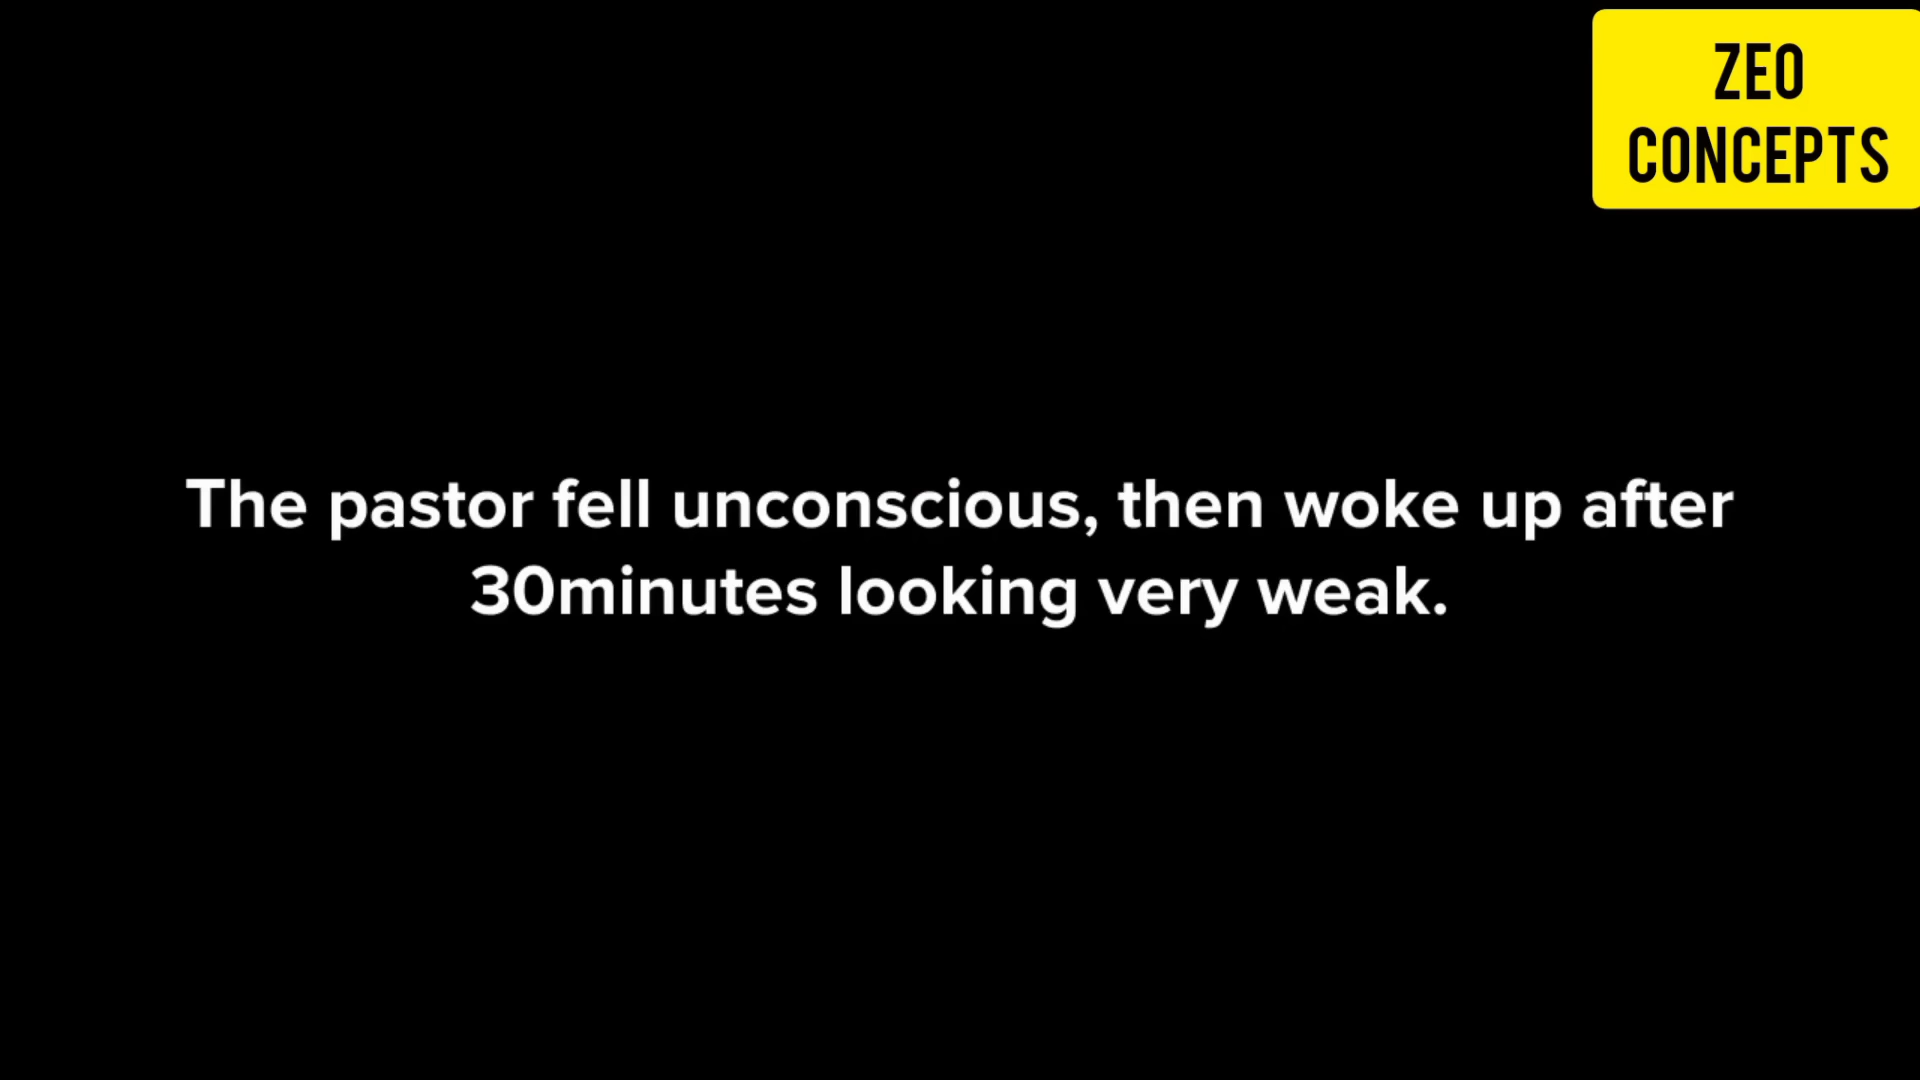 ZEO
CONCEPTS
The pastor fell unconscious, then woke up after
30minutes looking very weak.